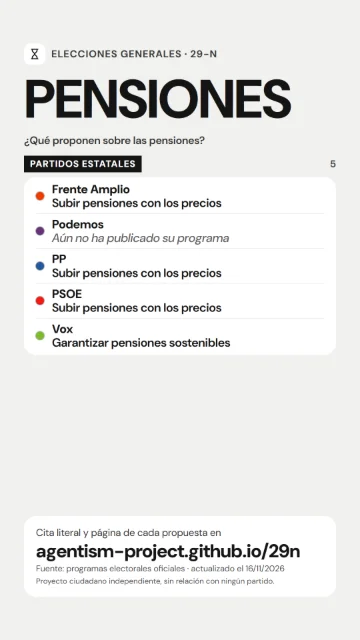 ELECCIONES GENERALES · 29-N
PENSIONES
¿Qué proponen sobre las pensiones?
PARTIDOS ESTATALES 5
Frente Amplio
Subir pensiones con los precios
Podemos
Aún no ha publicado su programa
PP
Subir pensiones con los precios
PSOE
Subir pensiones con los precios
Vox
Garantizar pensiones sostenibles
Cita literal y página de cada propuesta en
agentism-project.github.io/29n
Fuente: programas electorales oficiales · actualizado el 16/11/2026
Proyecto ciudadano independiente, sin relación con ningún partido.